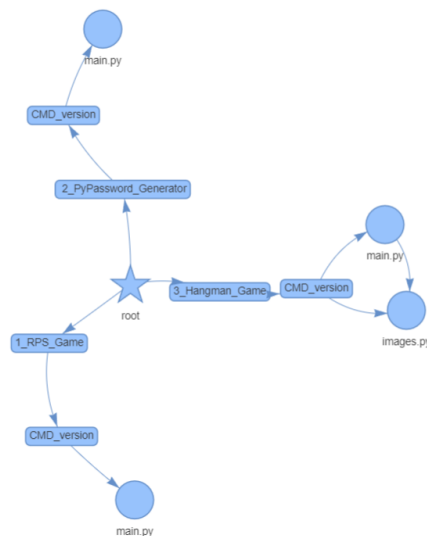 main.py
CMD_version
2_PyPassword_Generator
main.py
3_Hangman_Game
CMD_version
root
images.py
1_RPS_Game
CMD_version
main.py